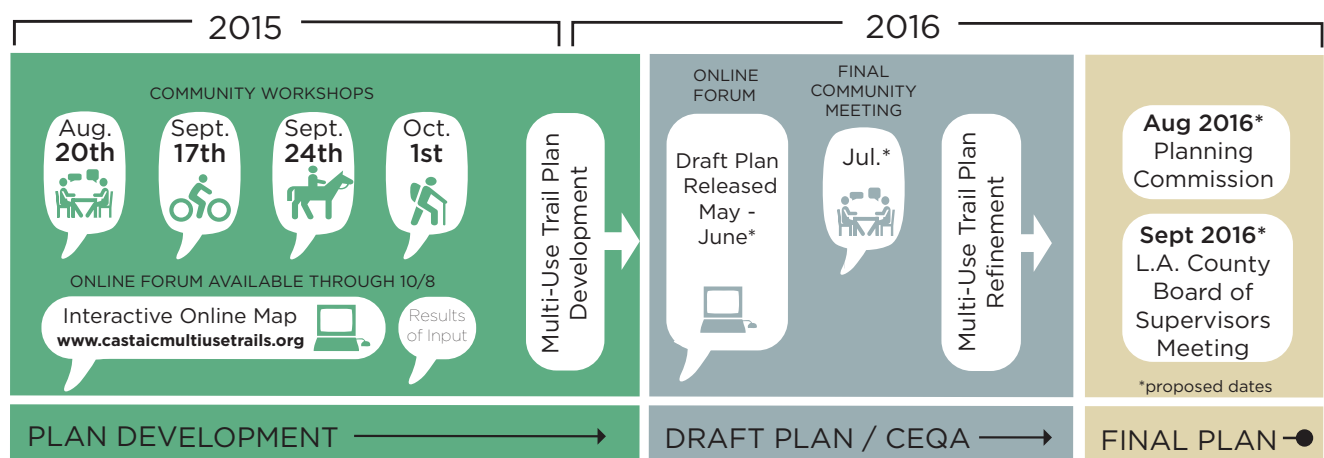 2015
2016
COMMUNITY WORKSHOPS
Aug.
20th
Sept.
17th
Sept.
24th
Oct.
1st
ONLINE FORUM AVAILABLE THROUGH 10/8
Interactive Online Map
www.castaicmultiusetrails.org
Results
of Input
Multi-Use Trail Plan
Development
ONLINE
FORUM
Draft Plan
Released
May -
June*
FINAL
COMMUNITY
MEETING
Jul.*
Multi-Use Trail Plan
Refinement
Aug 2016*
Planning
Commission
Sept 2016*
L.A. County
Board of
Supervisors
Meeting
*proposed dates
PLAN DEVELOPMENT
DRAFT PLAN / CEQA
FINAL PLAN